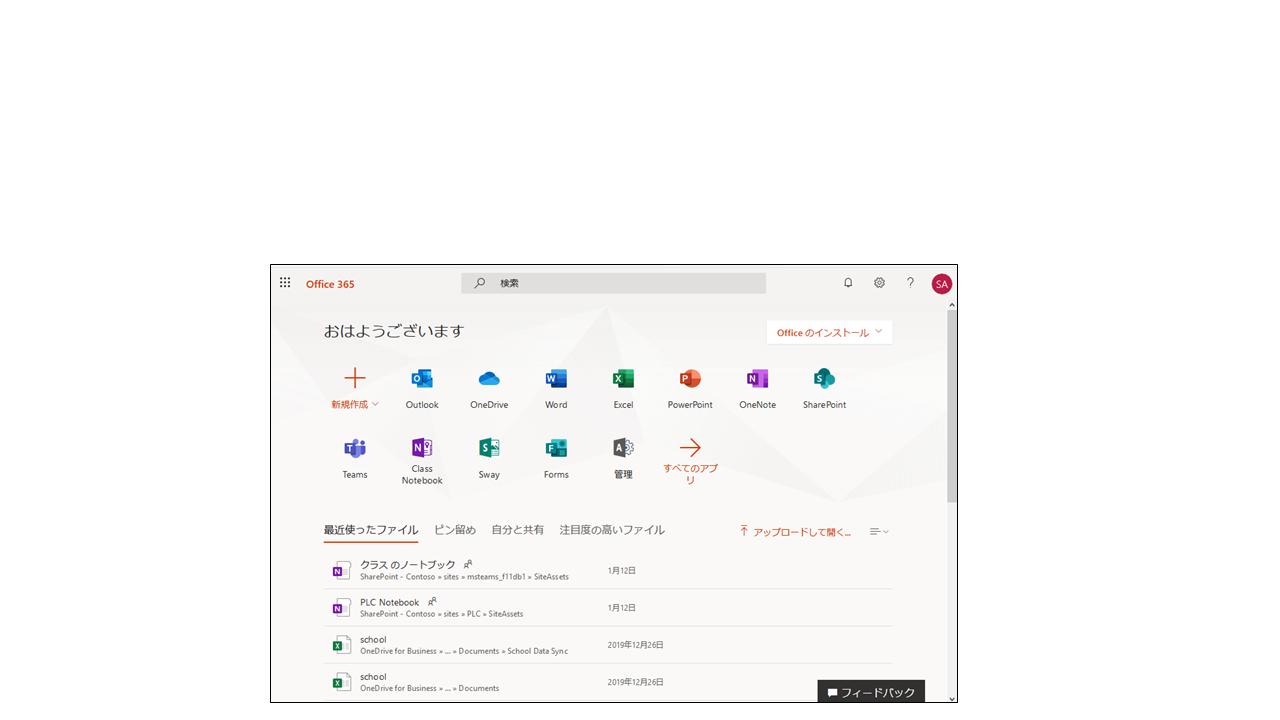 Office 365
検索
SA
おはようございます
Office のインストール
新規作成
Outlook
OneDrive
Word
Excel
PowerPoint
OneNote
SharePoint
Teams
Class
Notebook
Sway
Forms
管理
すべてのアプ
リ
最近使ったファイル
ピン留め
自分と共有
注目度の高いファイル
アップロードして開く...
クラス のノートブック
SharePoint - Contoso » sites » msteams_f11db1 » SiteAssets
1月12日
PLC Notebook
SharePoint - Contoso » sites » PLC » SiteAssets
1月12日
school
OneDrive for Business » ... » Documents » School Data Sync
2019年12月26日
school
OneDrive for Business » ... » Documents
2019年12月26日
フィードバック